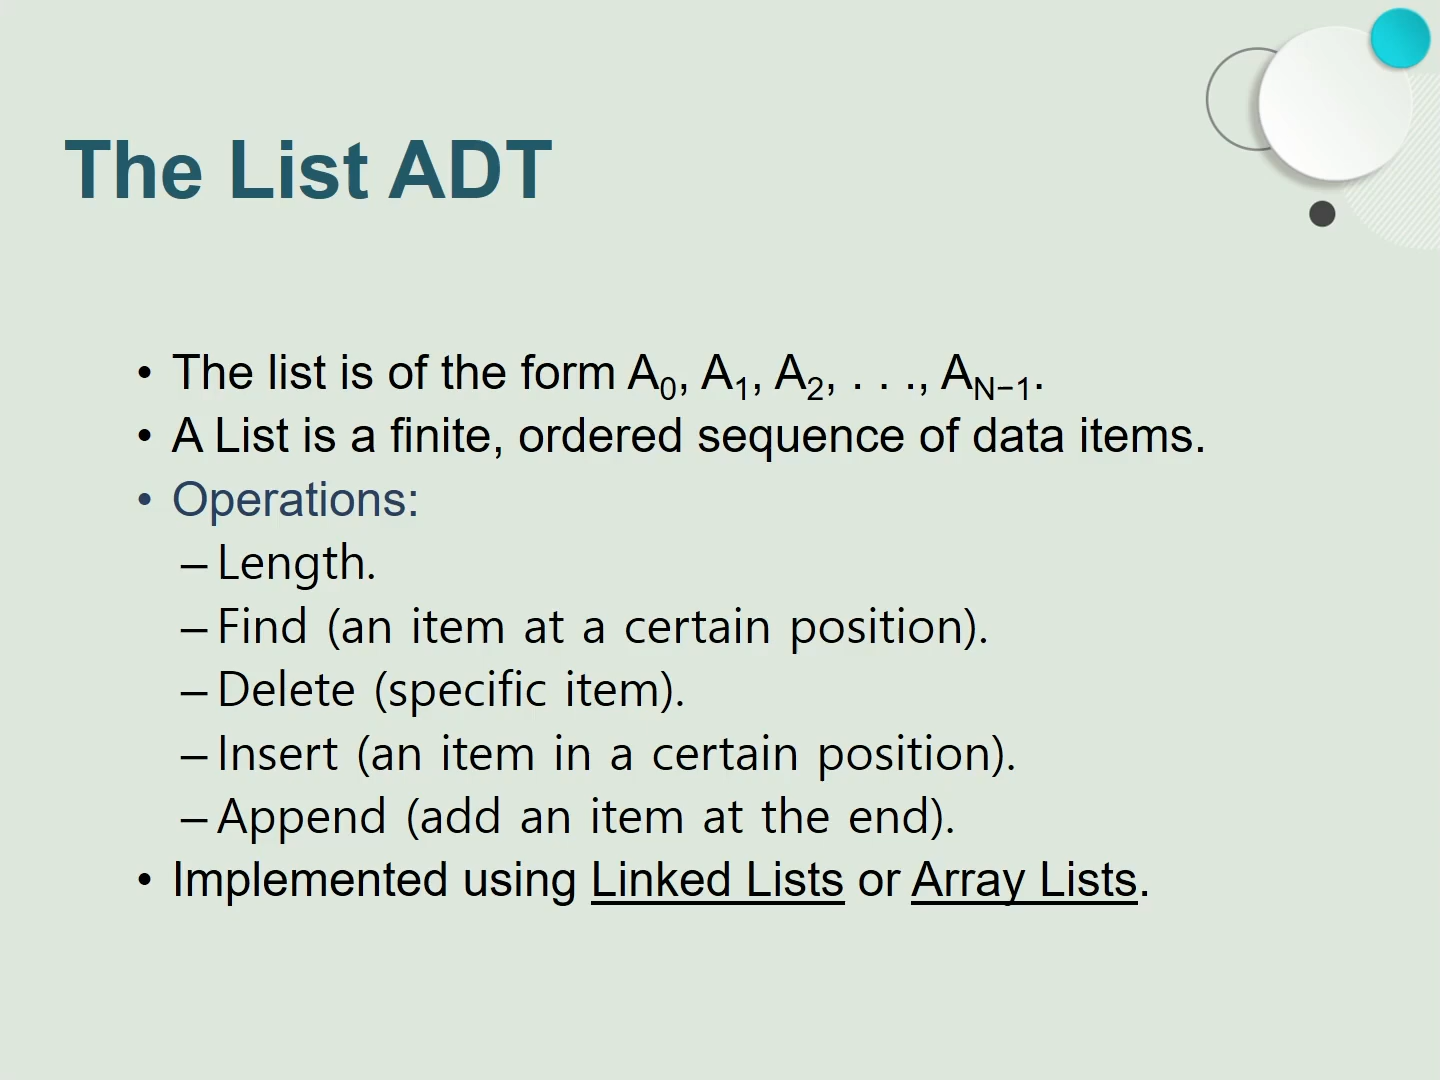 The List ADT
• The list is of the form A₀, A₁, A₂, . . ., A_N−1.
• A List is a finite, ordered sequence of data items.
• Operations:
– Length.
– Find (an item at a certain position).
– Delete (specific item).
– Insert (an item in a certain position).
– Append (add an item at the end).
• Implemented using Linked Lists or Array Lists.